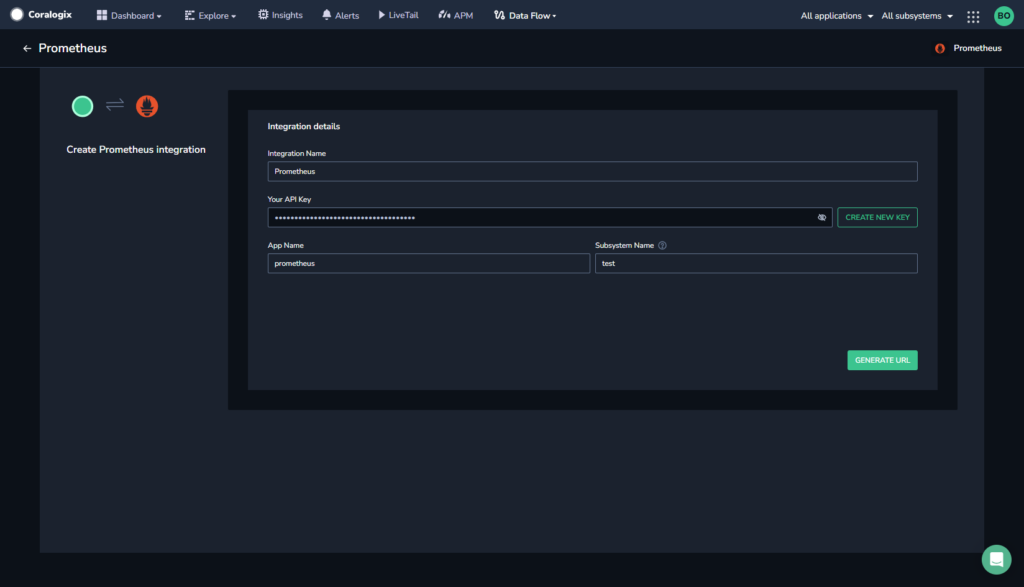 Coralogix Dashboard Explore Insights Alerts LiveTail APM Data Flow All applications All subsystems BO
Prometheus Prometheus
Create Prometheus integration
Integration details
Integration Name
Prometheus
Your API Key
CREATE NEW KEY
App Name Subsystem Name ?
prometheus test
GENERATE URL